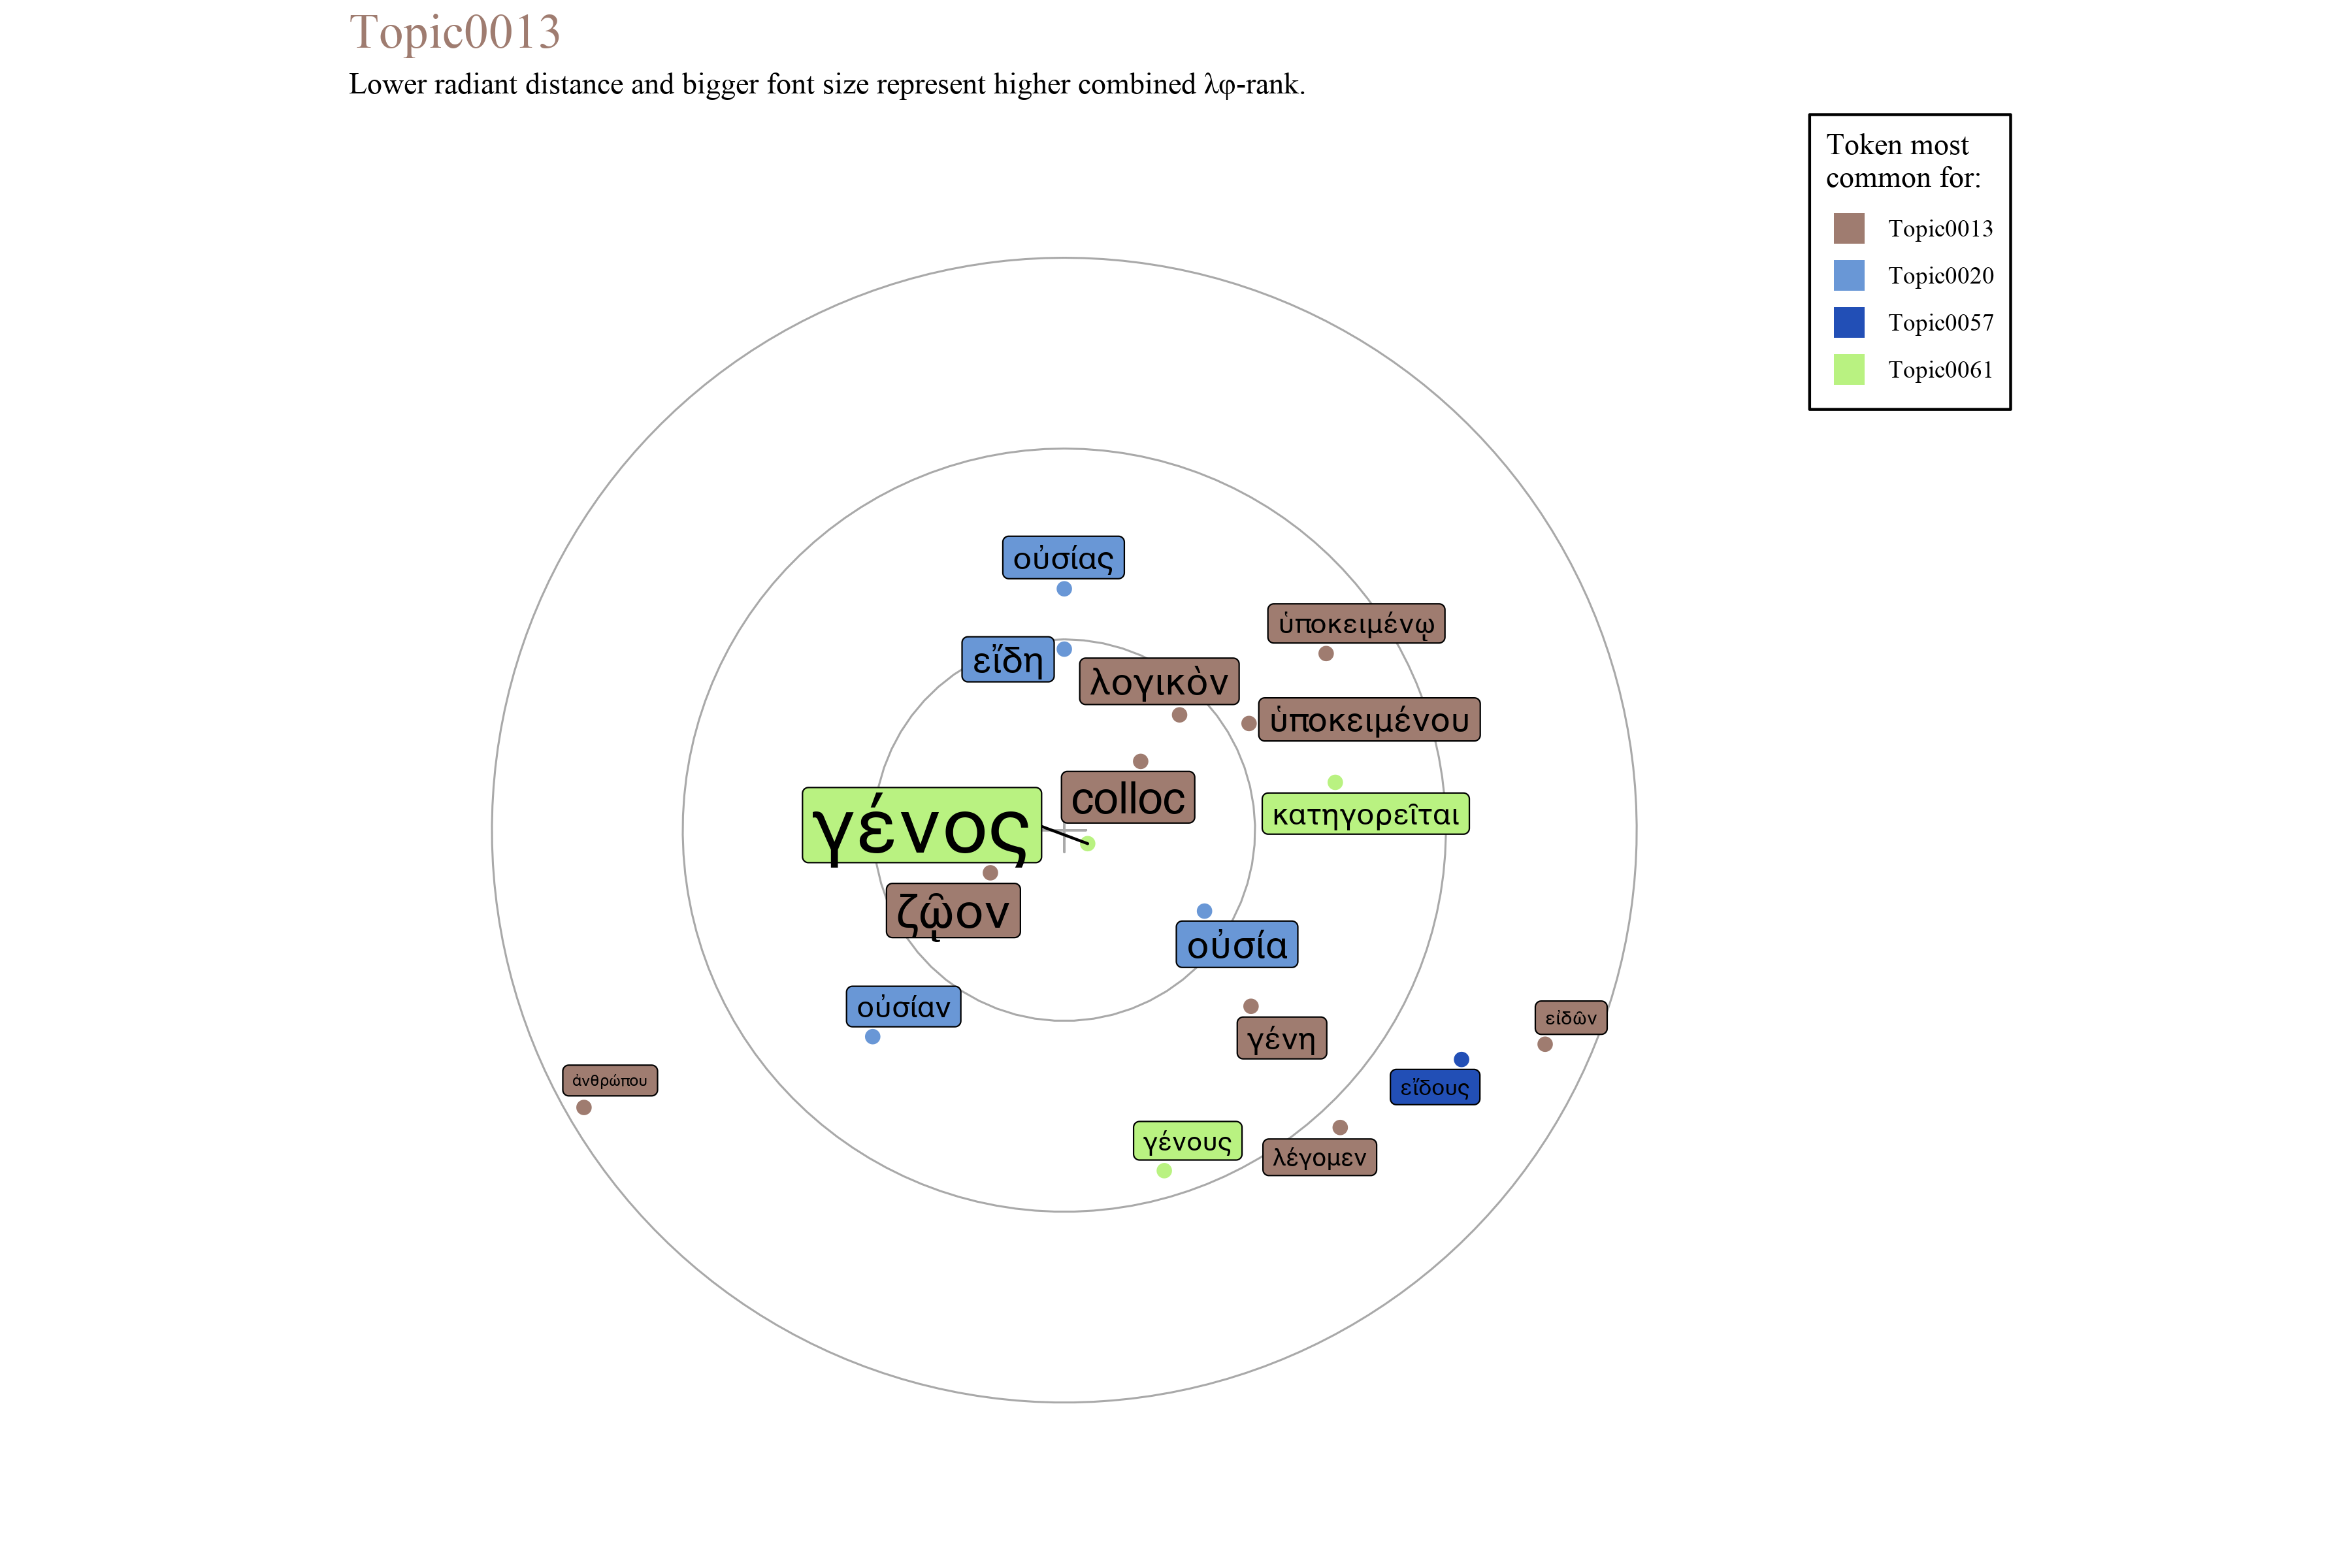 Topic0013
Lower radiant distance and bigger font size represent higher combined λφ-rank.
Token most
common for:
Topic0013
Topic0020
Topic0057
Topic0061
οὐσίας
ὑποκειμένῳ
εἴδη
λογικὸν
ὑποκειμένου
colloc
κατηγορεῖται
γένος
ζῷον
οὐσία
οὐσίαν
εἰδῶν
γένη
ἀνθρώπου
εἴδους
γένους
λέγομεν